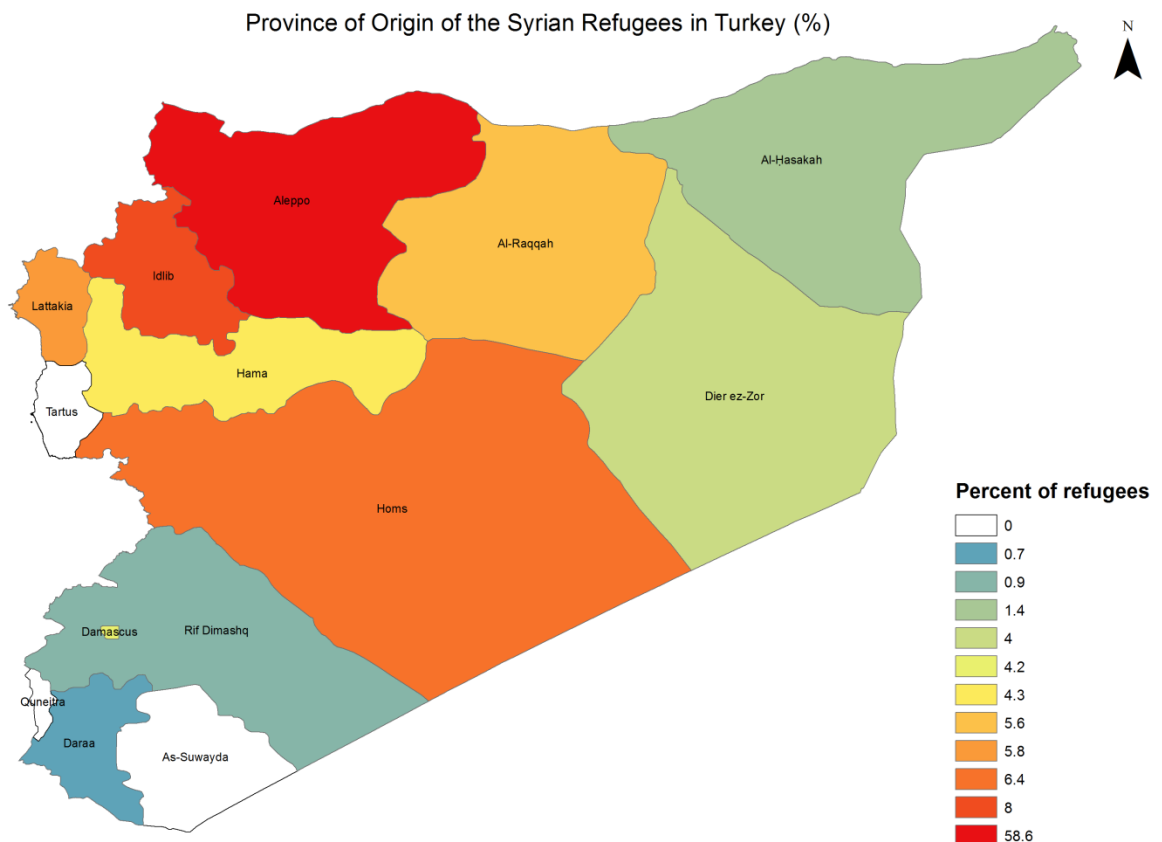 Province of Origin of the Syrian Refugees in Turkey (%)
N
Al-Ḥasakah
Aleppo
Al-Raqqah
Idlib
Lattakia
Hama
Dier ez-Zor
Tartus
Homs
Damascus
Rif Dimashq
Quneitra
Daraa
As-Suwayda
Percent of refugees
0
0.7
0.9
1.4
4
4.2
4.3
5.6
5.8
6.4
8
58.6